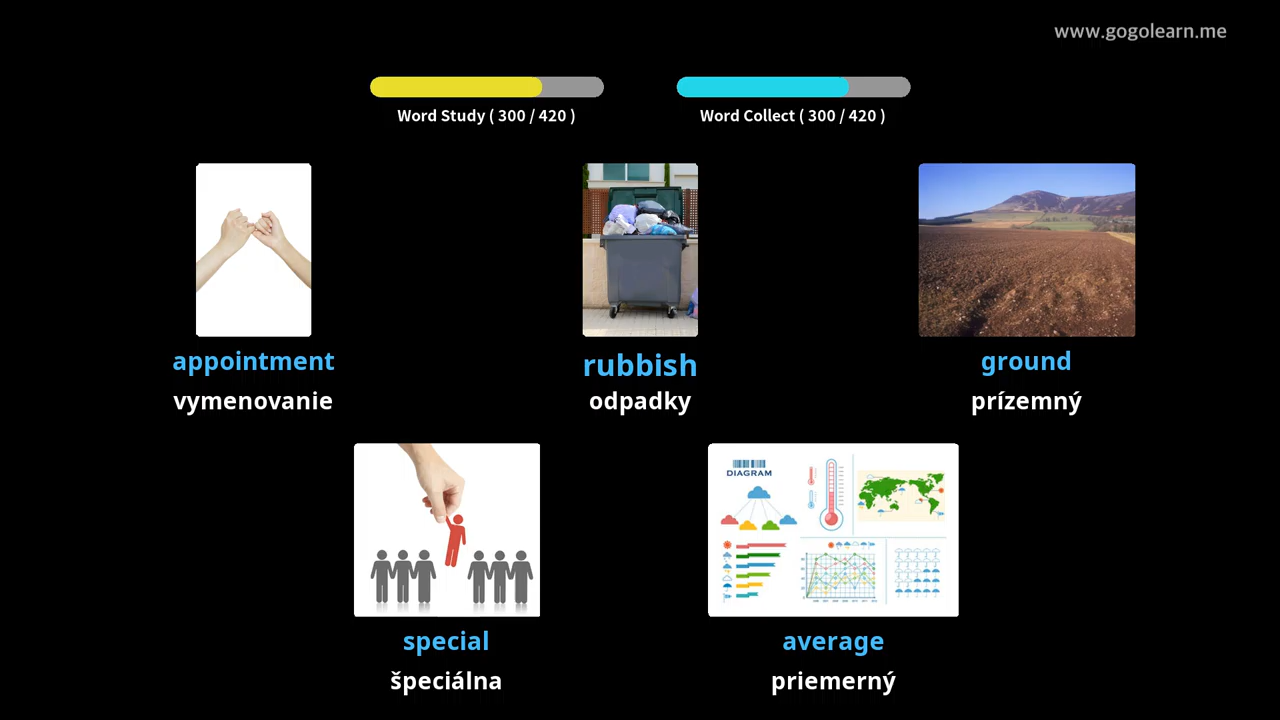 www.gogolearn.me
Word Study ( 300 / 420 )
Word Collect ( 300 / 420 )
appointment
vymenovanie
rubbish
odpadky
ground
prízemný
DIAGRAM
special
špeciálna
average
priemerný